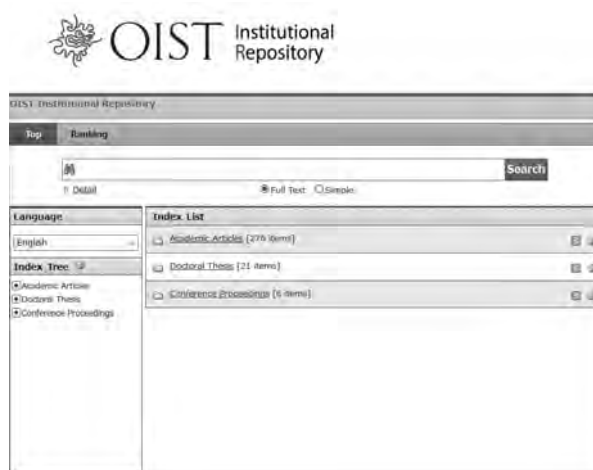 OIST Institutional
Repository
OIST Institutional Repository
Top Ranking
Search
Detail Full Text Simple
Language Index List
English
Academic Articles [276 items]
Index Tree
Doctoral Thesis [21 items]
Academic Articles
Doctoral Thesis
Conference Proceedings [6 items]
Conference Proceedings